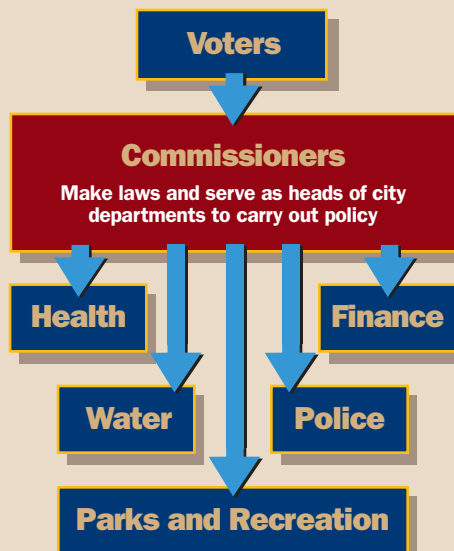 Voters
Commissioners
Make laws and serve as heads of city
departments to carry out policy
Health
Finance
Water
Police
Parks and Recreation